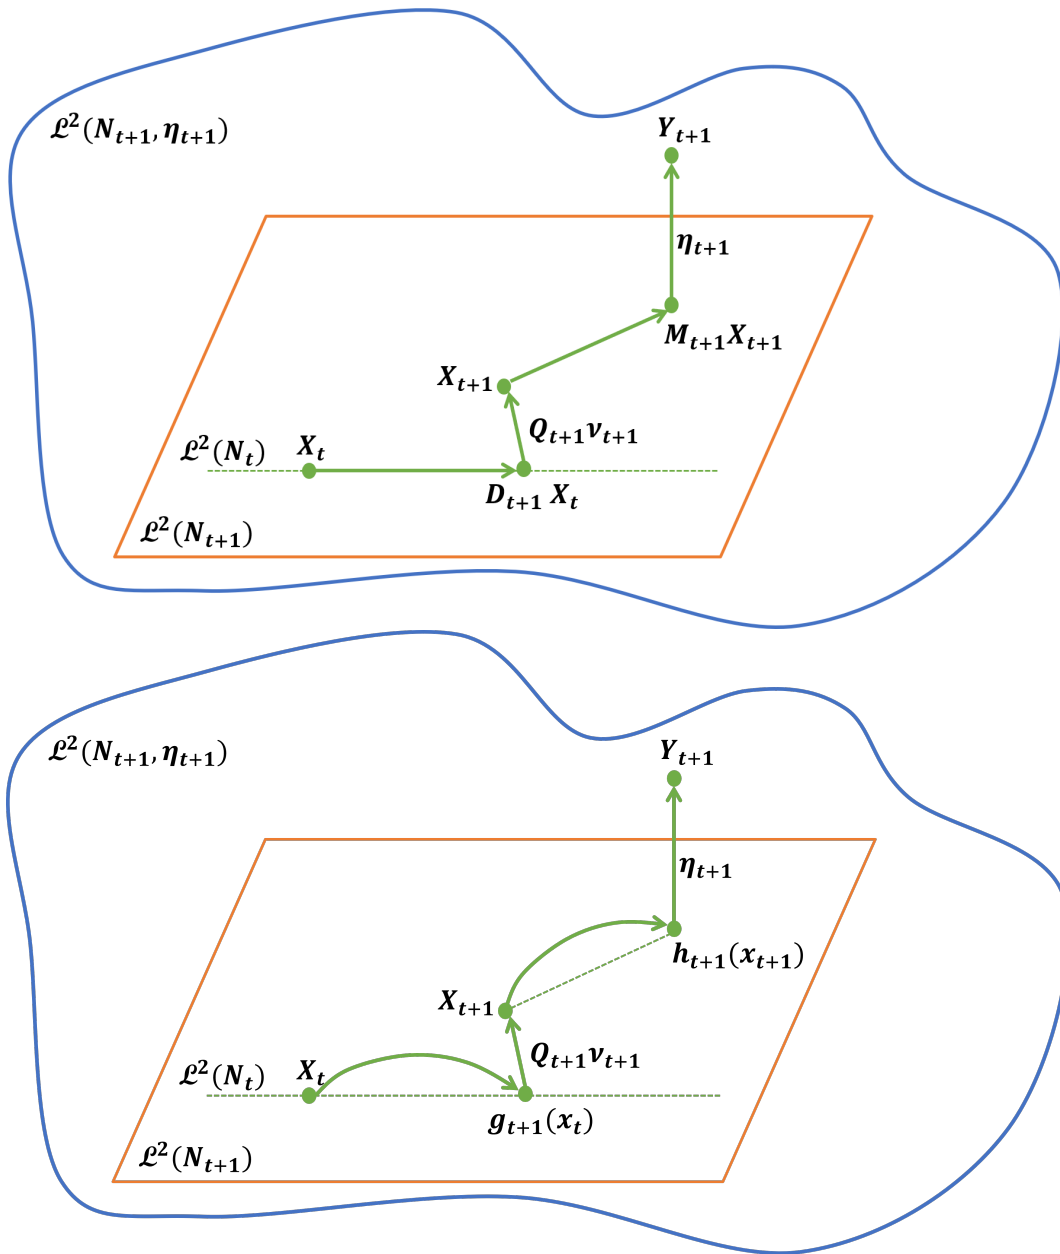 ℒ²(N_{t+1}, η_{t+1})
Y_{t+1}
η_{t+1}
M_{t+1}X_{t+1}
X_{t+1}
Q_{t+1}ν_{t+1}
ℒ²(N_t)
X_t
D_{t+1} X_t
ℒ²(N_{t+1})
ℒ²(N_{t+1}, η_{t+1})
Y_{t+1}
η_{t+1}
h_{t+1}(x_{t+1})
X_{t+1}
Q_{t+1}ν_{t+1}
ℒ²(N_t)
X_t
g_{t+1}(x_t)
ℒ²(N_{t+1})